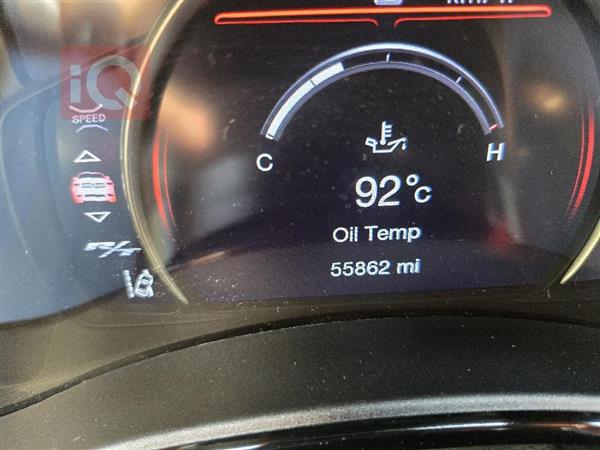 iQ
SPEED
C
H
92°c
Oil Temp
R/T
55862 mi